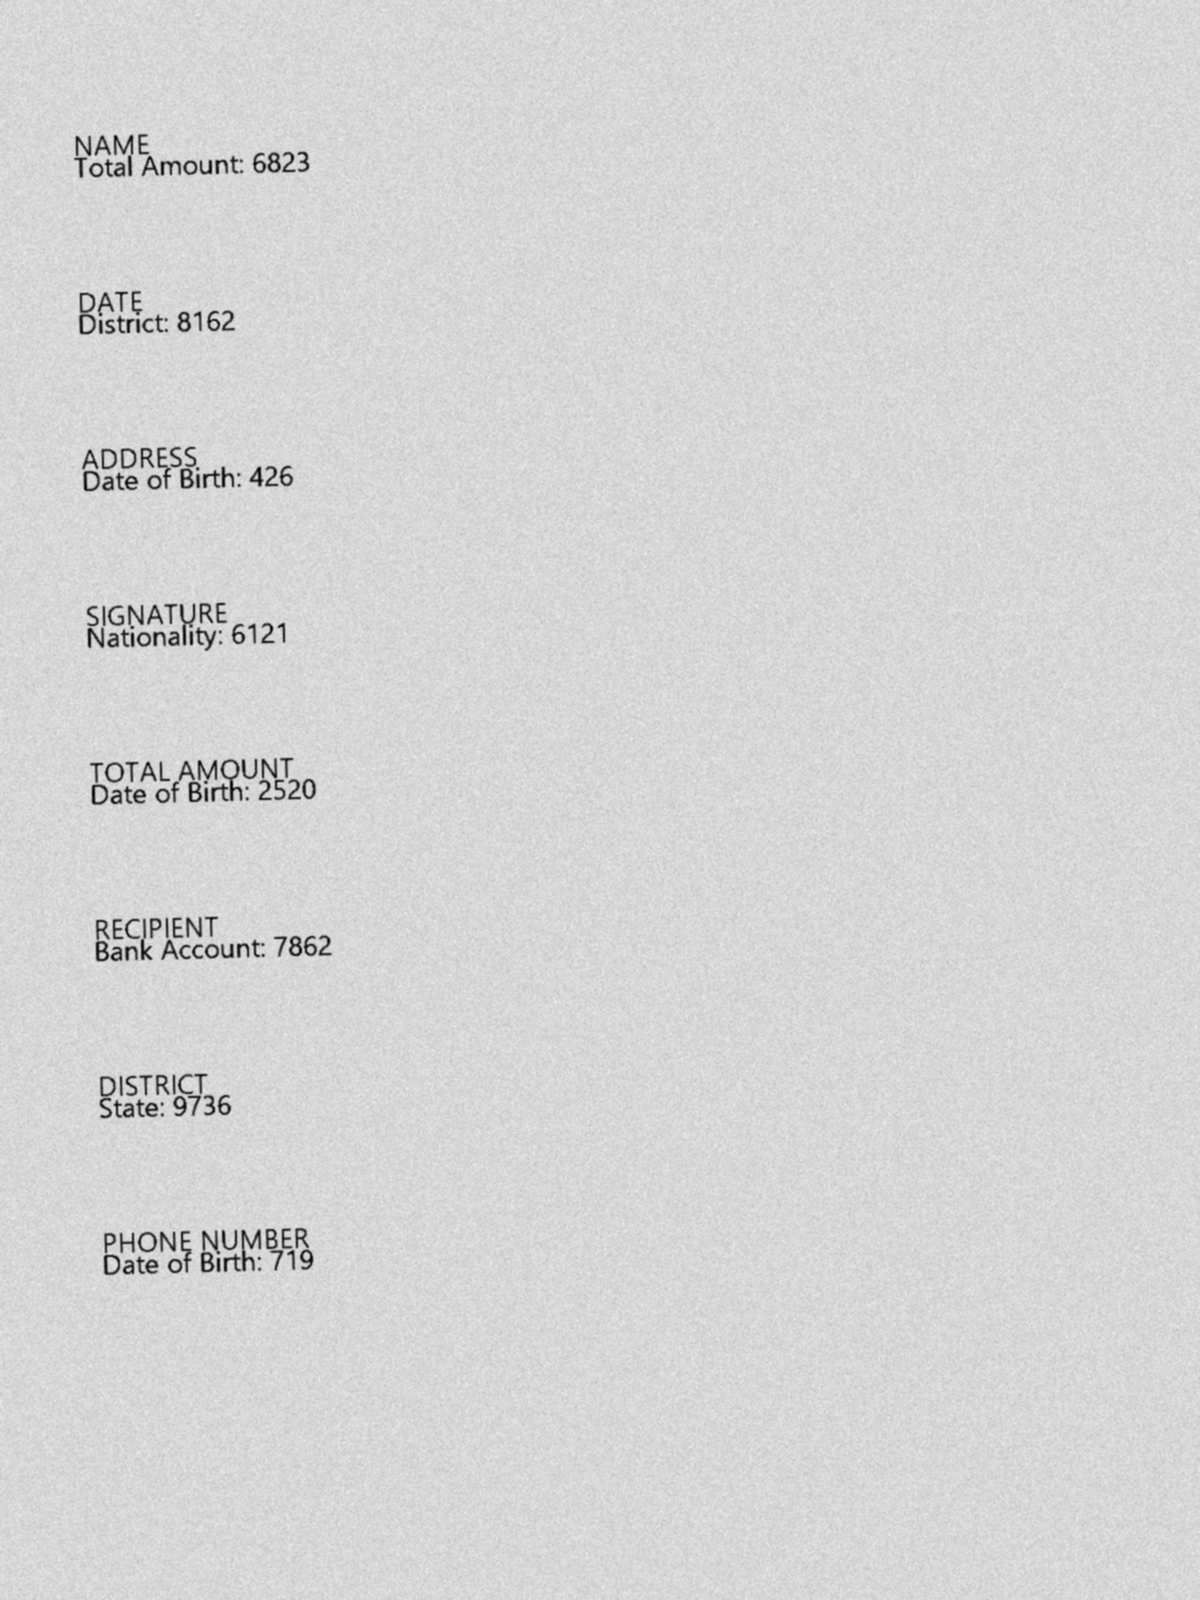 NAME
Total Amount: 6823
DATE
District: 8162
ADDRESS
Date of Birth: 426
SIGNATURE
Nationality: 6121
TOTAL AMOUNT
Date of Birth: 2520
RECIPIENT
Bank Account: 7862
DISTRICT
State: 9736
PHONE NUMBER
Date of Birth: 719